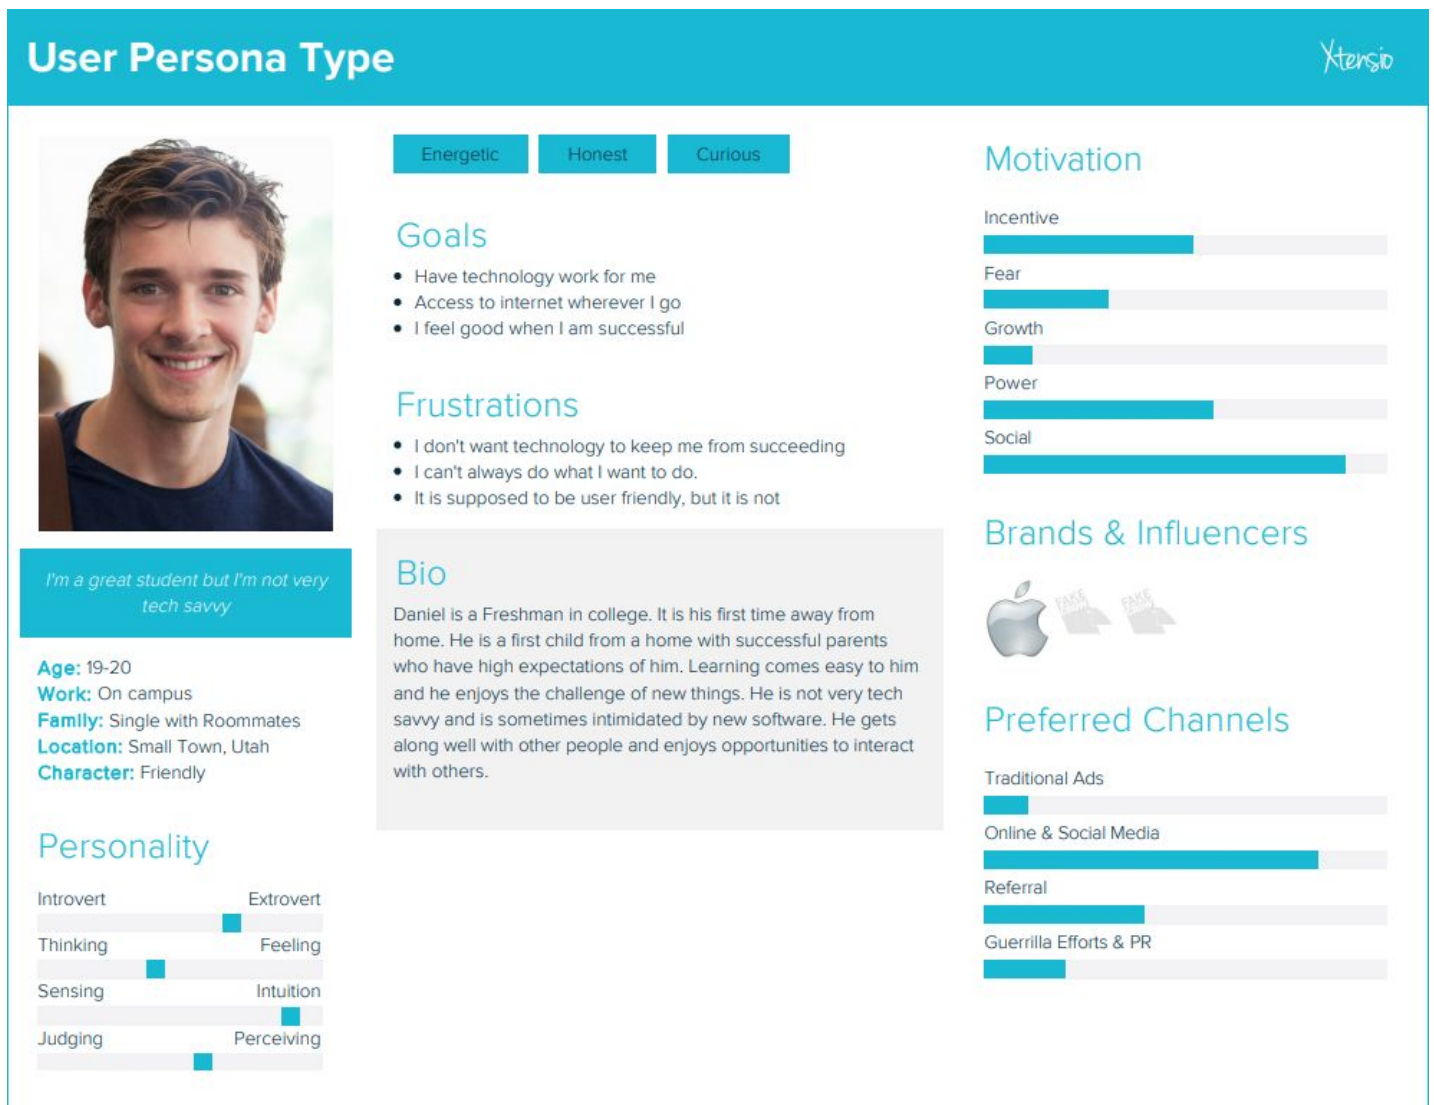 User Persona Type
Xtensio
I'm a great student but I'm not very
tech savvy
Age: 19-20
Work: On campus
Family: Single with Roommates
Location: Small Town, Utah
Character: Friendly
Personality
Introvert Extrovert
Thinking Feeling
Sensing Intuition
Judging Perceiving
Energetic Honest Curious
Goals
Have technology work for me
Access to internet wherever I go
I feel good when I am successful
Frustrations
I don't want technology to keep me from succeeding
I can't always do what I want to do.
It is supposed to be user friendly, but it is not
Bio
Daniel is a Freshman in college. It is his first time away from
home. He is a first child from a home with successful parents
who have high expectations of him. Learning comes easy to him
and he enjoys the challenge of new things. He is not very tech
savvy and is sometimes intimidated by new software. He gets
along well with other people and enjoys opportunities to interact
with others.
Motivation
Incentive
Fear
Growth
Power
Social
Brands & Influencers
FAKE
FAKE
Preferred Channels
Traditional Ads
Online & Social Media
Referral
Guerrilla Efforts & PR